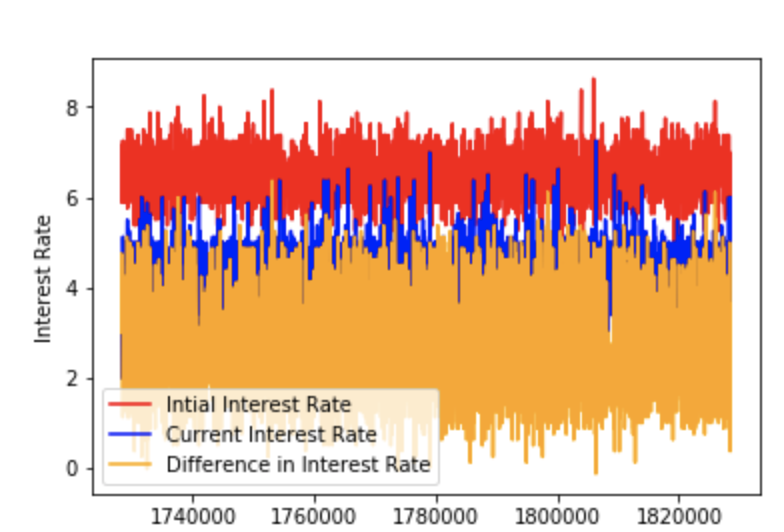 8
6
4
2
0
Interest Rate
Intial Interest Rate
Current Interest Rate
Difference in Interest Rate
1740000 1760000 1780000 1800000 1820000